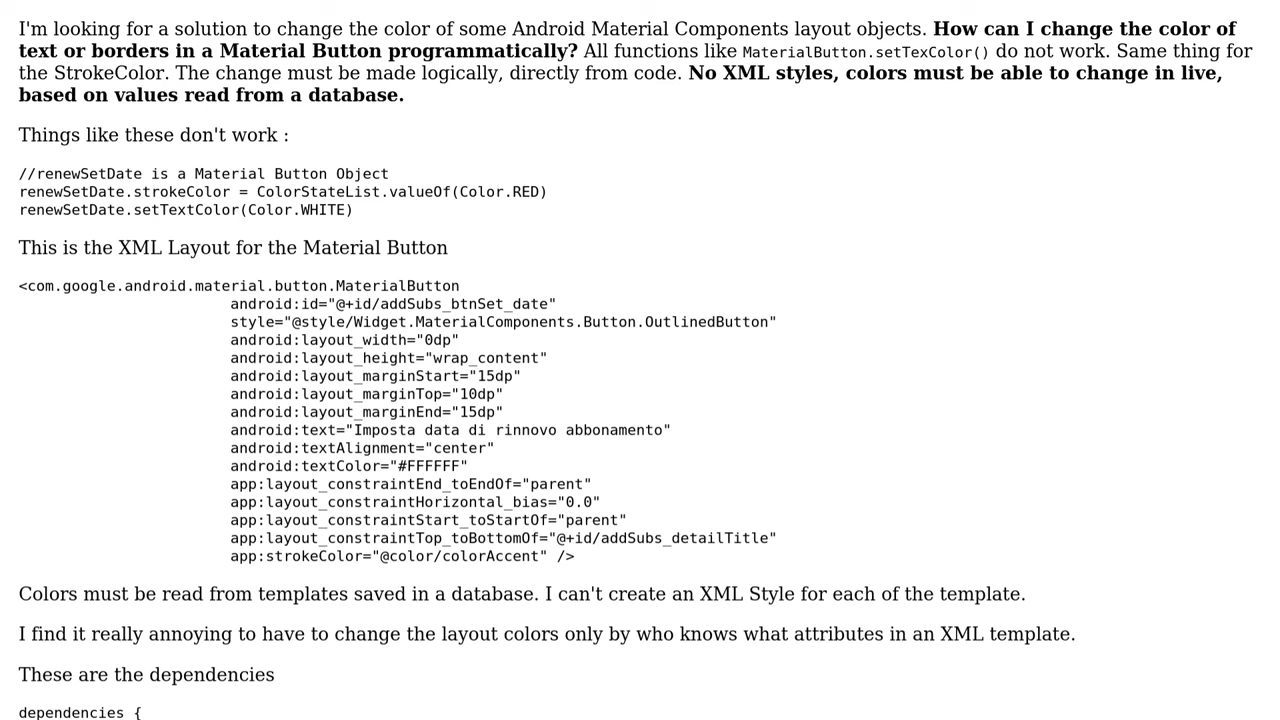 I'm looking for a solution to change the color of some Android Material Components layout objects. How can I change the color of
text or borders in a Material Button programmatically? All functions like MaterialButton.setTexColor() do not work. Same thing for
the StrokeColor. The change must be made logically, directly from code. No XML styles, colors must be able to change in live,
based on values read from a database.
Things like these don't work :
//renewSetDate is a Material Button Object
renewSetDate.strokeColor = ColorStateList.valueOf(Color.RED)
renewSetDate.setTextColor(Color.WHITE)
This is the XML Layout for the Material Button
<com.google.android.material.button.MaterialButton
android:id="@+id/addSubs_btnSet_date"
style="@style/Widget.MaterialComponents.Button.OutlinedButton"
android:layout_width="0dp"
android:layout_height="wrap_content"
android:layout_marginStart="15dp"
android:layout_marginTop="10dp"
android:layout_marginEnd="15dp"
android:text="Imposta data di rinnovo abbonamento"
android:textAlignment="center"
android:textColor="#FFFFFF"
app:layout_constraintEnd_toEndOf="parent"
app:layout_constraintHorizontal_bias="0.0"
app:layout_constraintStart_toStartOf="parent"
app:layout_constraintTop_toBottomOf="@+id/addSubs_detailTitle"
app:strokeColor="@color/colorAccent" />
Colors must be read from templates saved in a database. I can't create an XML Style for each of the template.
I find it really annoying to have to change the layout colors only by who knows what attributes in an XML template.
These are the dependencies
dependencies {